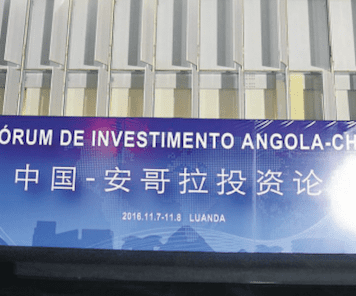 ÓRUM DE INVESTIMENTO ANGOLA-CH
中国-安哥拉投资论
2016.11.7-11.8 LUANDA